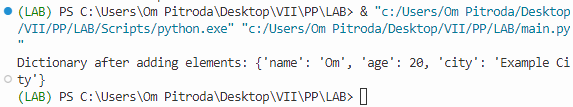 (LAB) PS C:\Users\Om Pitroda\Desktop\VII\PP\LAB> & "c:/Users/Om Pitroda/Desktop
/VII/PP/LAB/Scripts/python.exe" "c:/Users/Om Pitroda/Desktop/VII/PP/LAB/main.py
"
Dictionary after adding elements: {'name': 'Om', 'age': 20, 'city': 'Example Ci
ty'}
(LAB) PS C:\Users\Om Pitroda\Desktop\VII\PP\LAB>